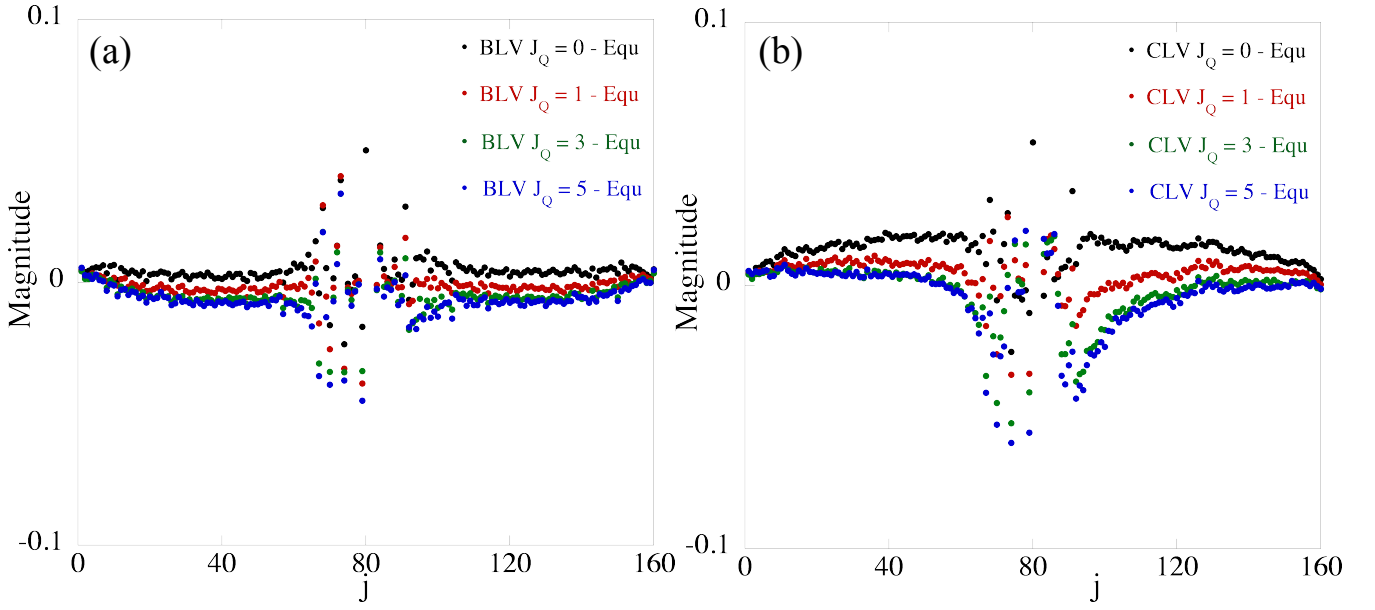 0.1
(a)
BLV J_Q = 0 - Equ
BLV J_Q = 1 - Equ
BLV J_Q = 3 - Equ
BLV J_Q = 5 - Equ
Magnitude
0
-0.1
0
40
80
120
160
j
0.1
(b)
CLV J_Q = 0 - Equ
CLV J_Q = 1 - Equ
CLV J_Q = 3 - Equ
CLV J_Q = 5 - Equ
Magnitude
0
-0.1
0
40
80
120
160
j